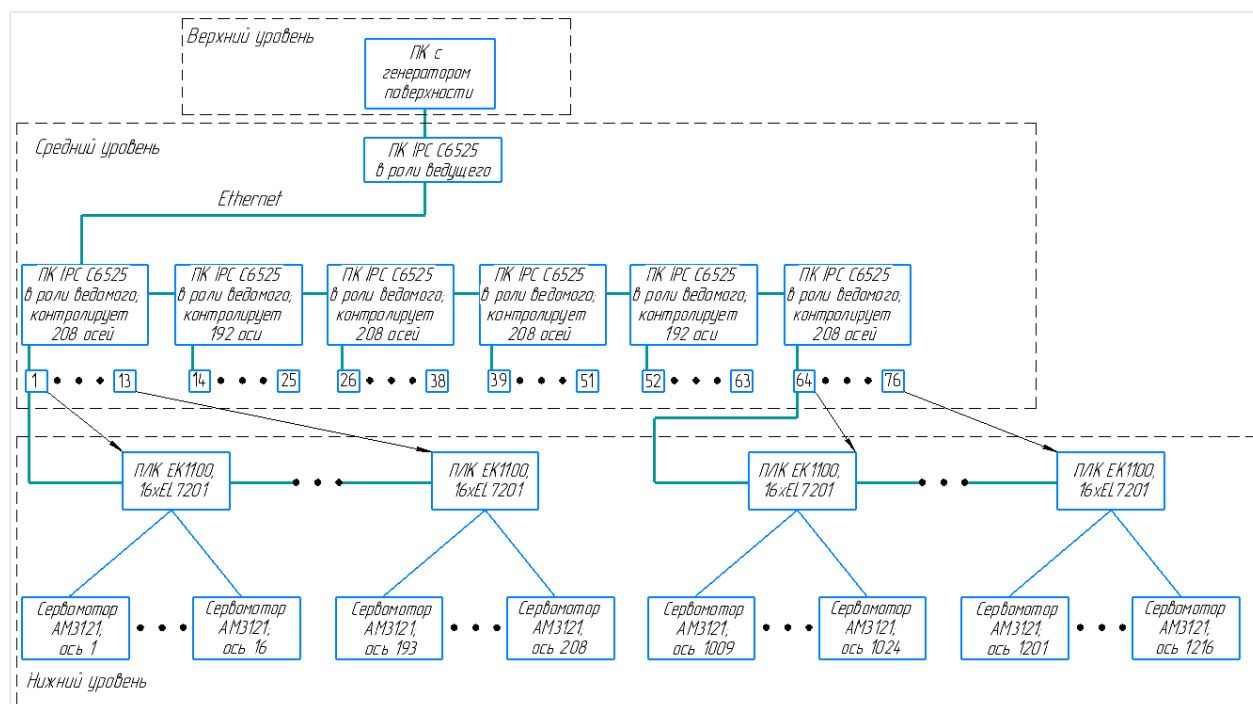 Верхний уровень
ПК с
генератором
поверхности
Средний уровень
ПК IPC C6525
в роли ведущего
Ethernet
ПК IPC C6525
в роли ведомого;
контролирует
208 осей
ПК IPC C6525
в роли ведомого;
контролирует
192 оси
ПК IPC C6525
в роли ведомого;
контролирует
208 осей
ПК IPC C6525
в роли ведомого;
контролирует
208 осей
ПК IPC C6525
в роли ведомого;
контролирует
192 оси
ПК IPC C6525
в роли ведомого;
контролирует
208 осей
1
13
14
25
26
38
39
51
52
63
64
76
ПЛК EK1100,
16xEL7201
ПЛК EK1100,
16xEL7201
ПЛК EK1100,
16xEL7201
ПЛК EK1100,
16xEL7201
Сервомотор
AM3121,
ось 1
Сервомотор
AM3121,
ось 16
Сервомотор
AM3121,
ось 193
Сервомотор
AM3121,
ось 208
Сервомотор
AM3121,
ось 1009
Сервомотор
AM3121,
ось 1024
Сервомотор
AM3121,
ось 1201
Сервомотор
AM3121,
ось 1216
Нижний уровень